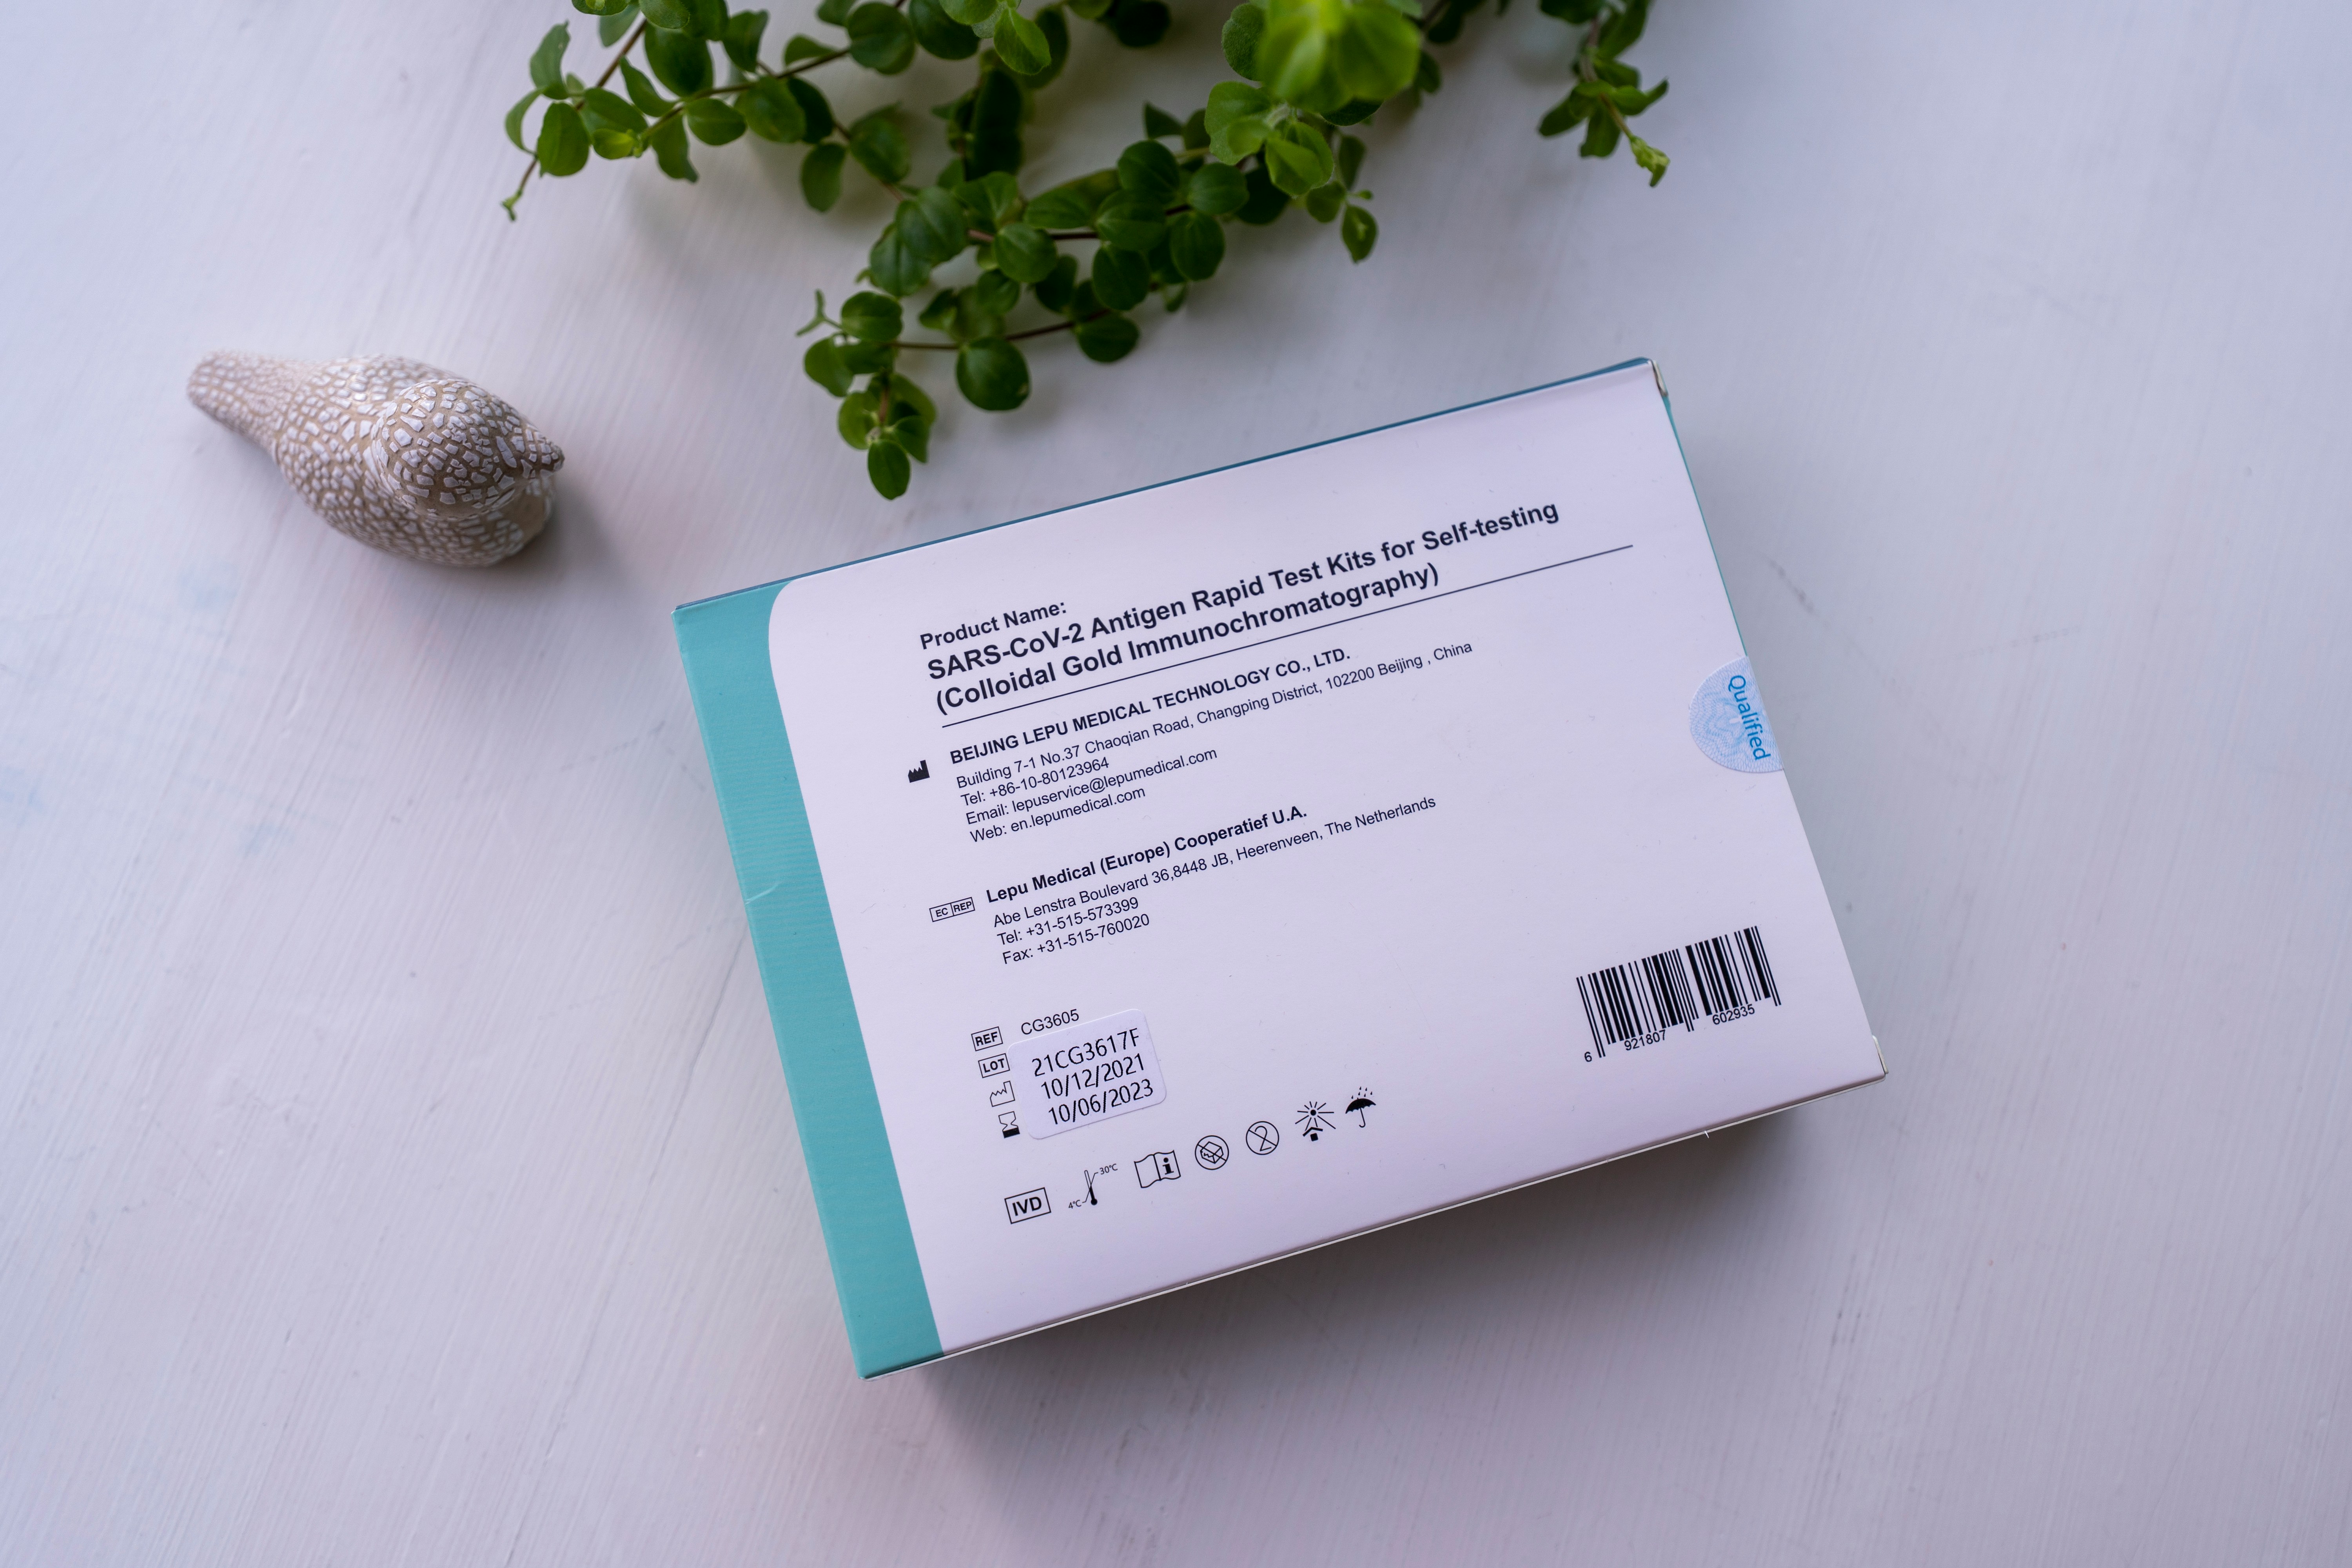 Product Name:
SARS-CoV-2 Antigen Rapid Test Kits for Self-testing
(Colloidal Gold Immunochromatography)
BEIJING LEPU MEDICAL TECHNOLOGY CO., LTD.
Building 7-1 No.37 Chaoqian Road, Changping District, 102200 Beijing , China
Tel: +86-10-80123964
Email: lepuservice@lepumedical.com
Web: en.lepumedical.com
Qualified
EC REP
Lepu Medical (Europe) Cooperatief U.A.
Abe Lenstra Boulevard 36,8448 JB, Heerenveen, The Netherlands
Tel: +31-515-573399
Fax: +31-515-760020
REF CG3605
LOT 21CG3617F
10/12/2021
10/06/2023
6 921807 602935
IVD 4°C 30°C i 2